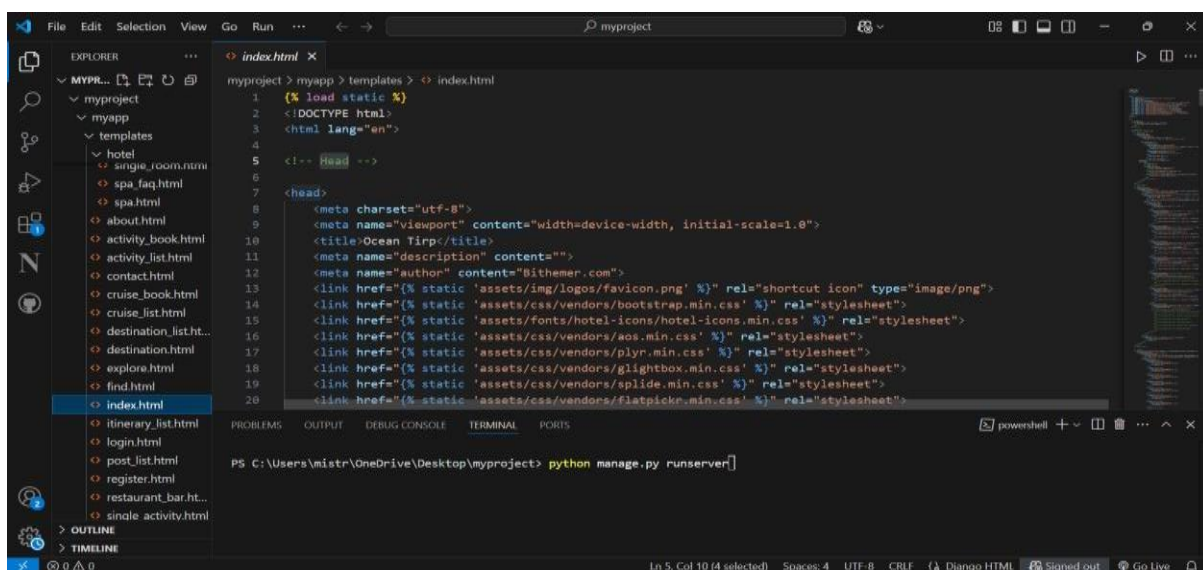 File Edit Selection View Go Run ··· myproject
EXPLORER ···
MYPR...
myproject
myapp
templates
hotel
single_room.html
spa_faq.html
spa.html
about.html
activity_book.html
activity_list.html
contact.html
cruise_book.html
cruise_list.html
destination_list.ht...
destination.html
explore.html
find.html
index.html
itinerary_list.html
login.html
post_list.html
register.html
restaurant_bar.ht...
single_activity.html
OUTLINE
TIMELINE
index.html
myproject > myapp > templates > index.html
1 {% load static %}
2 <!DOCTYPE html>
3 <html lang="en">
4
5 <!-- Head -->
6
7 <head>
8 <meta charset="utf-8">
9 <meta name="viewport" content="width=device-width, initial-scale=1.0">
10 <title>Ocean Tirp</title>
11 <meta name="description" content="">
12 <meta name="author" content="Bithemer.com">
13 <link href="{% static 'assets/img/logos/favicon.png' %}" rel="shortcut icon" type="image/png">
14 <link href="{% static 'assets/css/vendors/bootstrap.min.css' %}" rel="stylesheet">
15 <link href="{% static 'assets/fonts/hotel-icons/hotel-icons.min.css' %}" rel="stylesheet">
16 <link href="{% static 'assets/css/vendors/aos.min.css' %}" rel="stylesheet">
17 <link href="{% static 'assets/css/vendors/plyr.min.css' %}" rel="stylesheet">
18 <link href="{% static 'assets/css/vendors/glightbox.min.css' %}" rel="stylesheet">
19 <link href="{% static 'assets/css/vendors/splide.min.css' %}" rel="stylesheet">
20 <link href="{% static 'assets/css/vendors/flatpickr.min.css' %}" rel="stylesheet">
PROBLEMS OUTPUT DEBUG CONSOLE TERMINAL PORTS powershell
PS C:\Users\mistr\OneDrive\Desktop\myproject> python manage.py runserver
0 0 Ln 5, Col 10 (4 selected) Spaces: 4 UTF-8 CRLF Django HTML Signed out Go Live